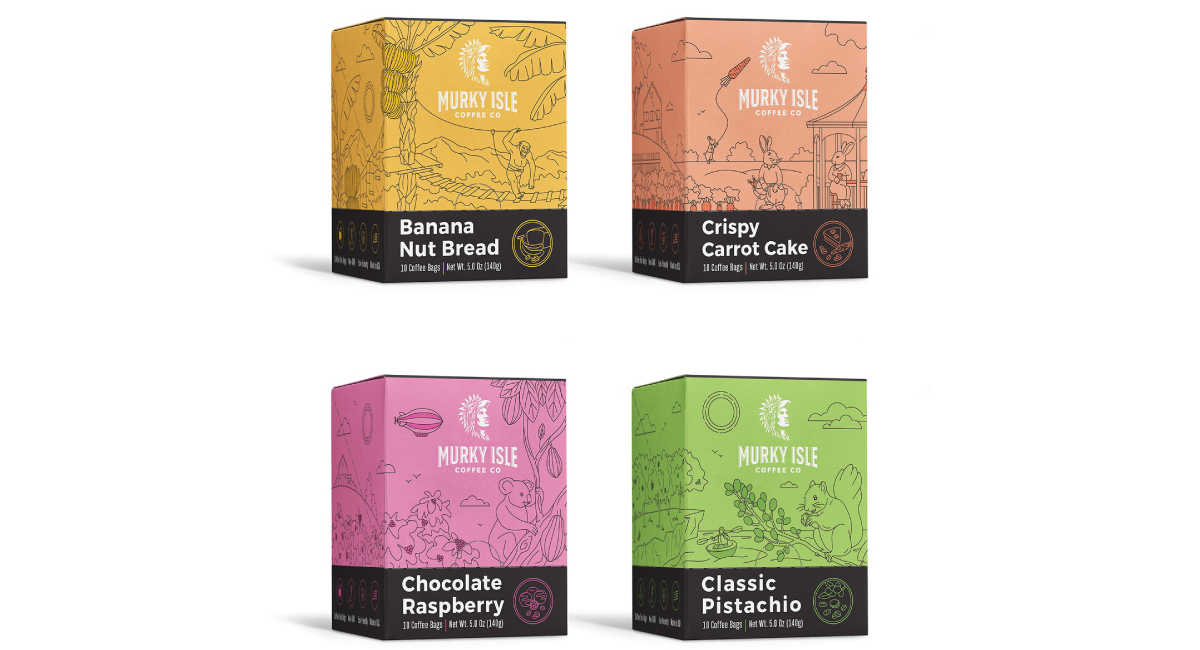 MURKY ISLE
COFFEE CO
Banana
Nut Bread
10 Coffee Bags | Net Wt. 5.0 Oz (140g)
MURKY ISLE
COFFEE CO
Crispy
Carrot Cake
10 Coffee Bags | Net Wt. 5.0 Oz (140g)
MURKY ISLE
COFFEE CO
Chocolate
Raspberry
10 Coffee Bags | Net Wt. 5.0 Oz (140g)
MURKY ISLE
COFFEE CO
Classic
Pistachio
10 Coffee Bags | Net Wt. 5.0 Oz (140g)